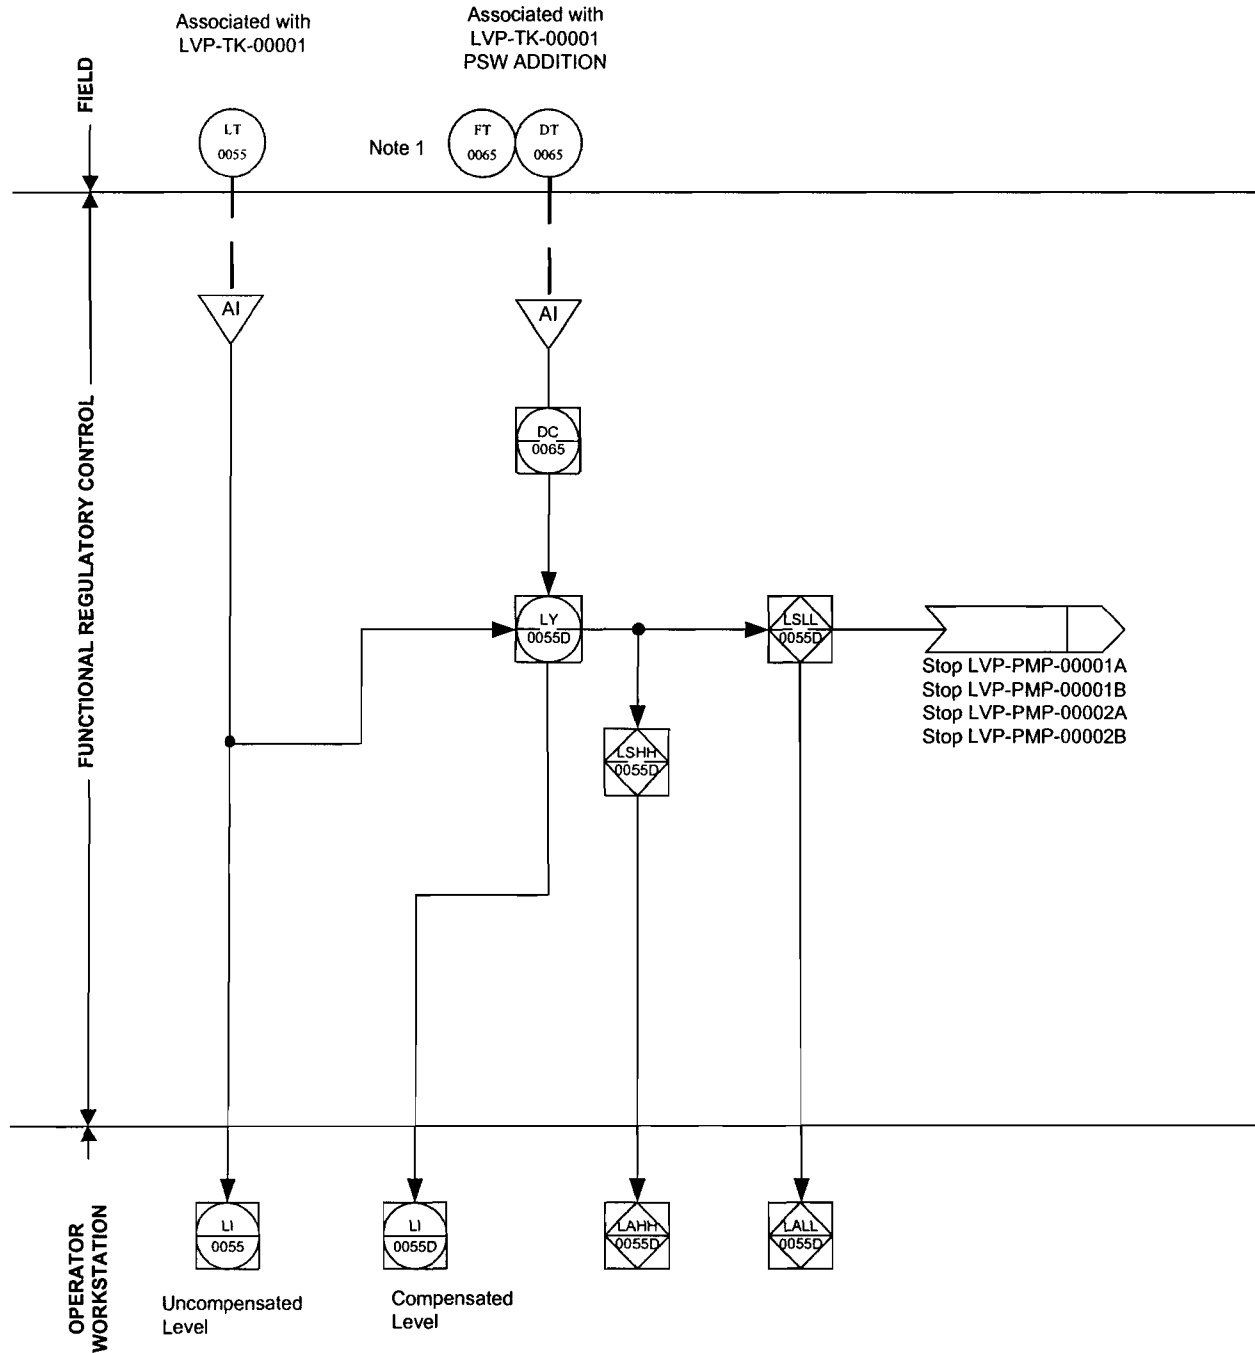 Associated with
LVP-TK-00001
Associated with
LVP-TK-00001
PSW ADDITION
FIELD
LT
0055
Note 1
FT
0065
DT
0065
AI
AI
DC
0065
FUNCTIONAL REGULATORY CONTROL
LY
0055D
LSLL
0055D
Stop LVP-PMP-00001A
Stop LVP-PMP-00001B
Stop LVP-PMP-00002A
Stop LVP-PMP-00002B
LSHH
0055D
OPERATOR
WORKSTATION
LI
0055
LI
0055D
LAHH
0055D
LALL
0055D
Uncompensated
Level
Compensated
Level